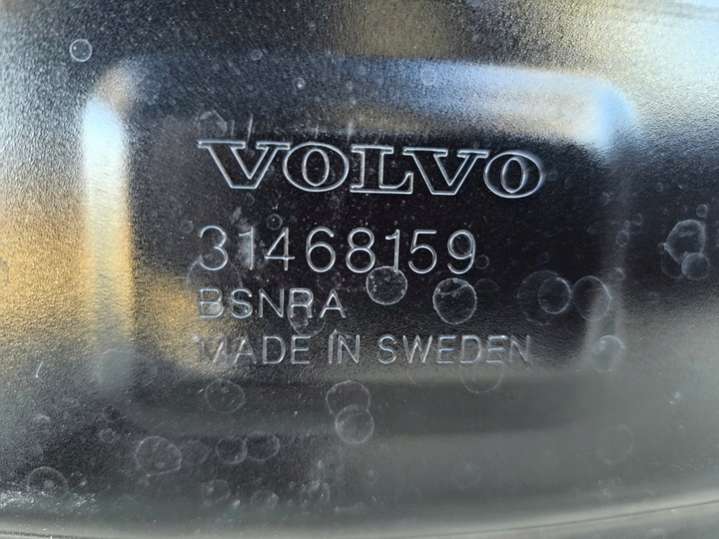 VOLVO
31468159
BSNRA
MADE IN SWEDEN